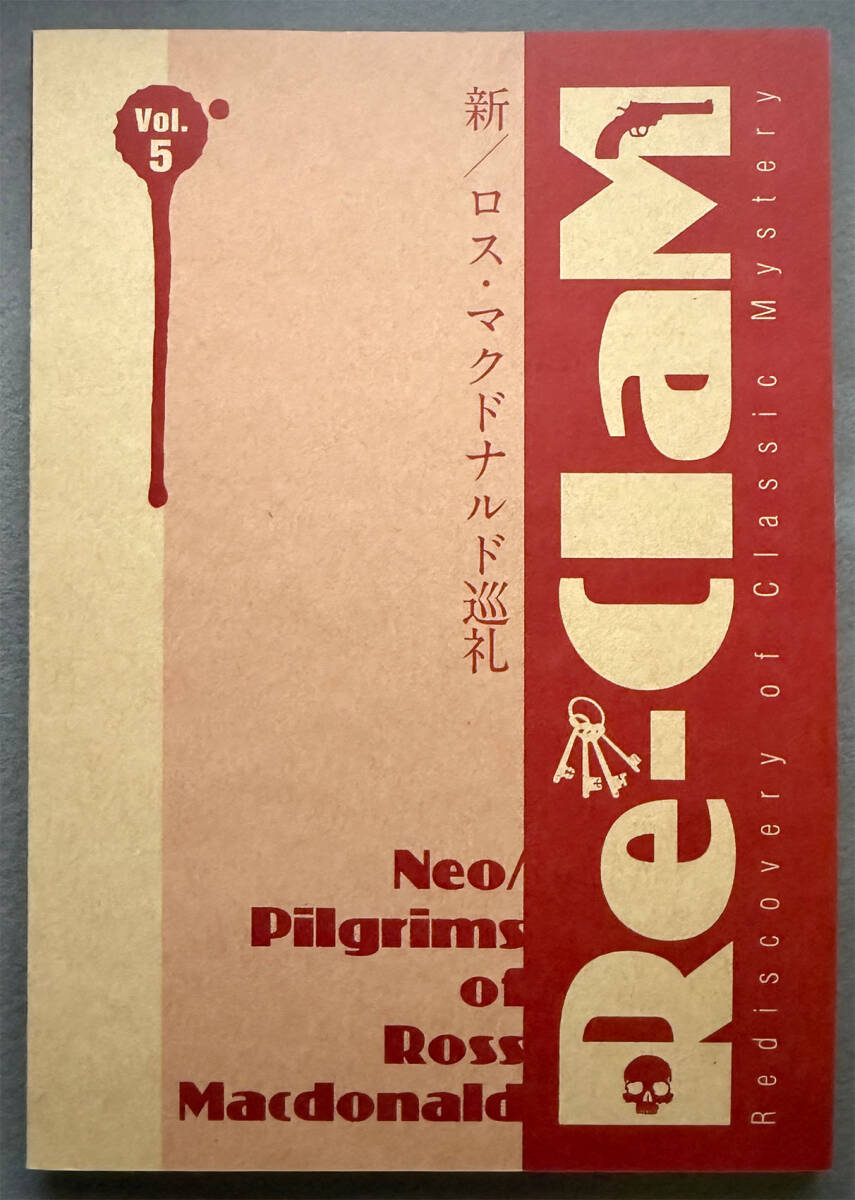 Vol.
5
新/ロス・マクドナルド巡礼
Re-ClaM
Rediscovery of Classic Mystery
Neo/
Pilgrims
of
Ross
Macdonald